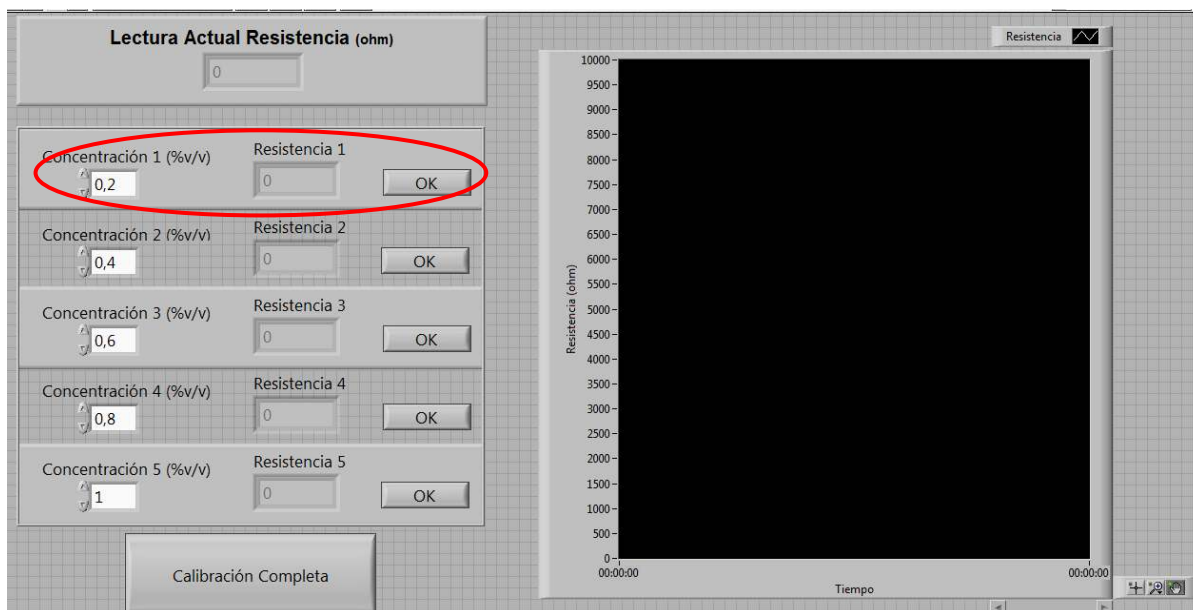 Lectura Actual Resistencia (ohm)
0
Concentración 1 (%v/v)
Resistencia 1
0,2
0
OK
Concentración 2 (%v/v)
Resistencia 2
0,4
0
OK
Concentración 3 (%v/v)
Resistencia 3
0,6
0
OK
Concentración 4 (%v/v)
Resistencia 4
0,8
0
OK
Concentración 5 (%v/v)
Resistencia 5
1
0
OK
Calibración Completa
Resistencia
Resistencia (ohm)
10000
9500
9000
8500
8000
7500
7000
6500
6000
5500
5000
4500
4000
3500
3000
2500
2000
1500
1000
500
0
00:00:00
00:00:00
Tiempo